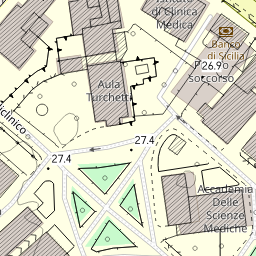 Istituto
di Clinica
Medica
Banco
di Sicilia
26.9
soccorso
Aula
Turchetti
27.4
27.4
Accademia
Delle
Scienze
Mediche